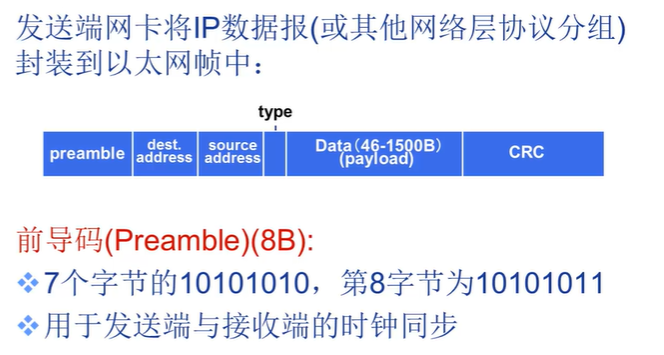 发送端网卡将IP数据报(或其他网络层协议分组)
封装到以太网帧中：
type
preamble
dest.
address
source
address
Data（46-1500B）
(payload)
CRC
前导码(Preamble)(8B):
7个字节的10101010，第8字节为10101011
用于发送端与接收端的时钟同步